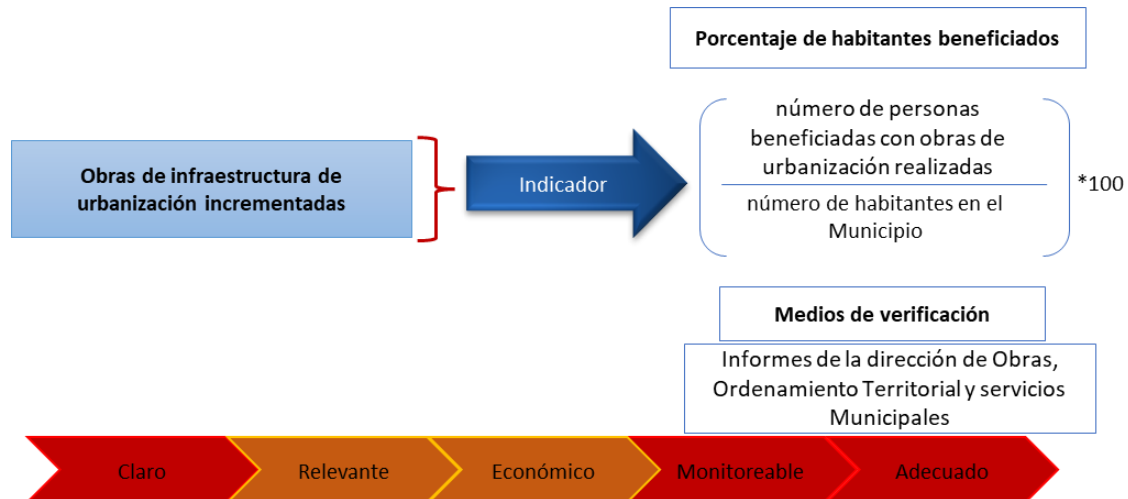 Porcentaje de habitantes beneficiados
Obras de infraestructura de
urbanización incrementadas
Indicador
número de personas
beneficiadas con obras de
urbanización realizadas
número de habitantes en el
Municipio
*100
Medios de verificación
Informes de la dirección de Obras,
Ordenamiento Territorial y servicios
Municipales
Claro
Relevante
Económico
Monitoreable
Adecuado